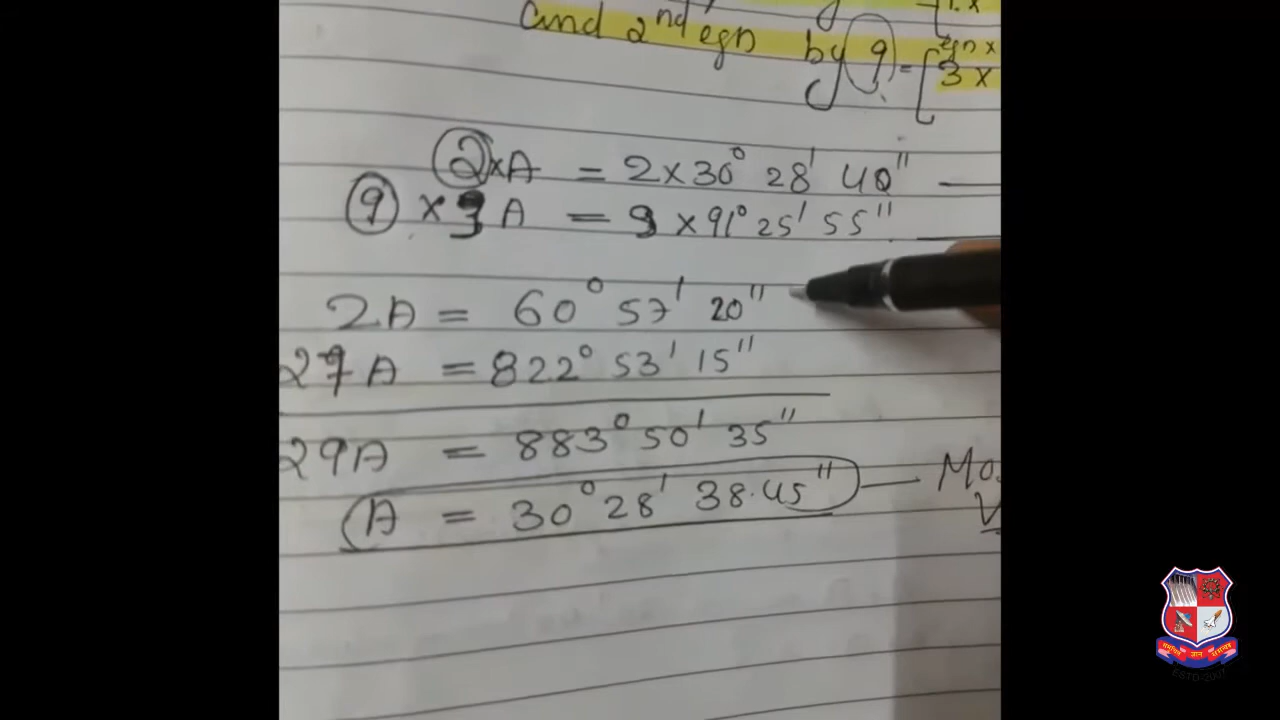 and 2nd eqn by 9 = [3 x
2×A = 2×30° 28' 40"
9 × 3A = 9 ×91° 25' 55"
2A = 60° 57' 20"
27A = 822° 53' 15"
29A = 883° 50' 35"
A = 30° 28' 38.45" —